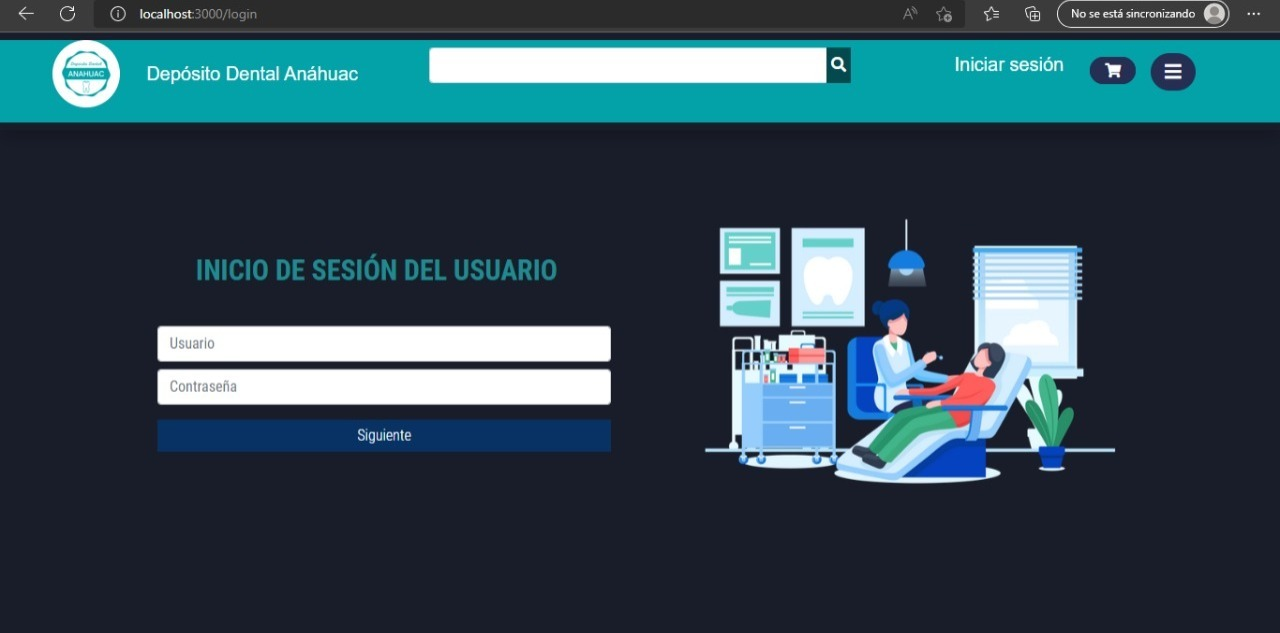 localhost:3000/login
No se está sincronizando
Depósito Dental
ANAHUAC
Depósito Dental Anáhuac
Iniciar sesión
INICIO DE SESIÓN DEL USUARIO
Usuario
Contraseña
Siguiente